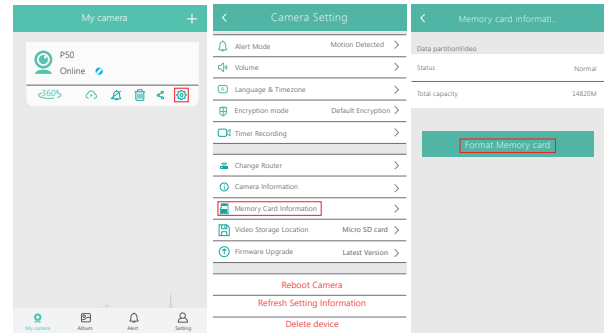 My camera
+
P50
Online
360°
My camera
Album
Alert
Setting
Camera Setting
Alert Mode
Motion Detected
Volume
A
Language & Timezone
Encryption mode
Default Encryption
Timer Recording
Change Router
Camera Information
Memory Card Information
Video Storage Location
Micro SD card
Firmware Upgrade
Latest Version
Reboot Camera
Refresh Setting Information
Delete device
Memory card informati..
Data partitionVideo
Status
Normal
Total capacity
14820M
Format Memory card